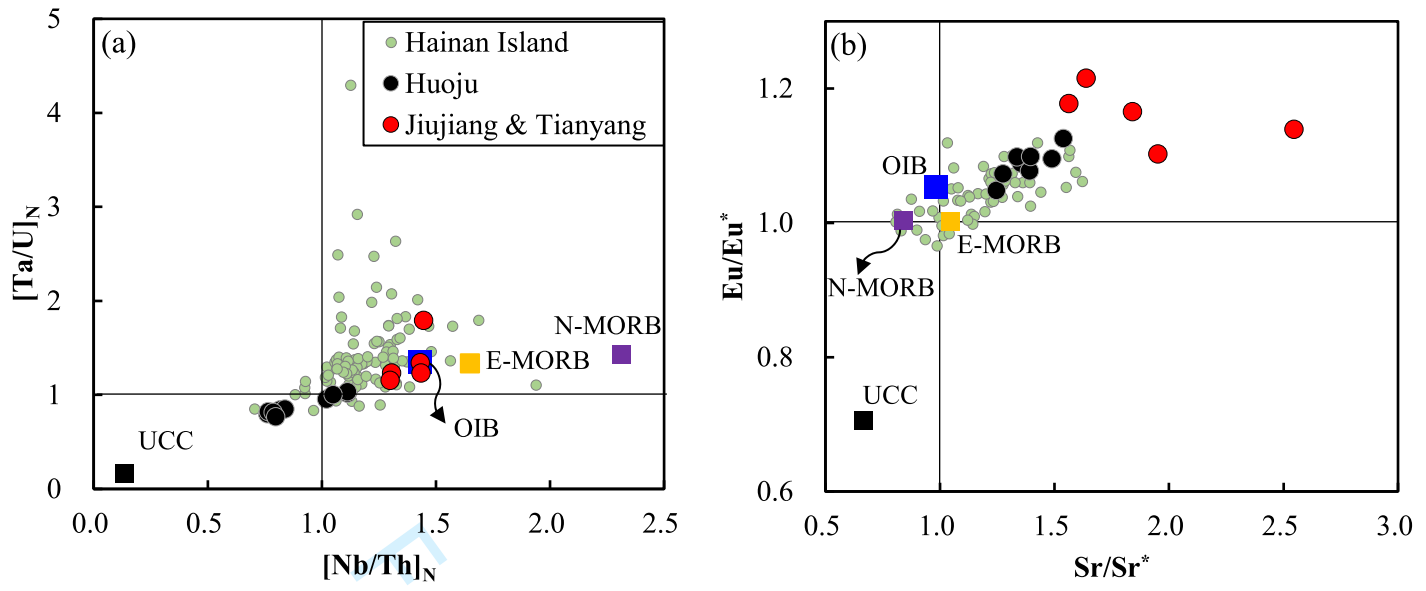 (a)
Hainan Island
Huoju
Jiujiang & Tianyang
5
4
3
2
1
0
[Ta/U]N
N-MORB
E-MORB
OIB
UCC
0.0 0.5 1.0 1.5 2.0 2.5
[Nb/Th]N
(b)
1.2
1.0
0.8
0.6
Eu/Eu*
OIB
E-MORB
N-MORB
UCC
0.5 1.0 1.5 2.0 2.5 3.0
Sr/Sr*